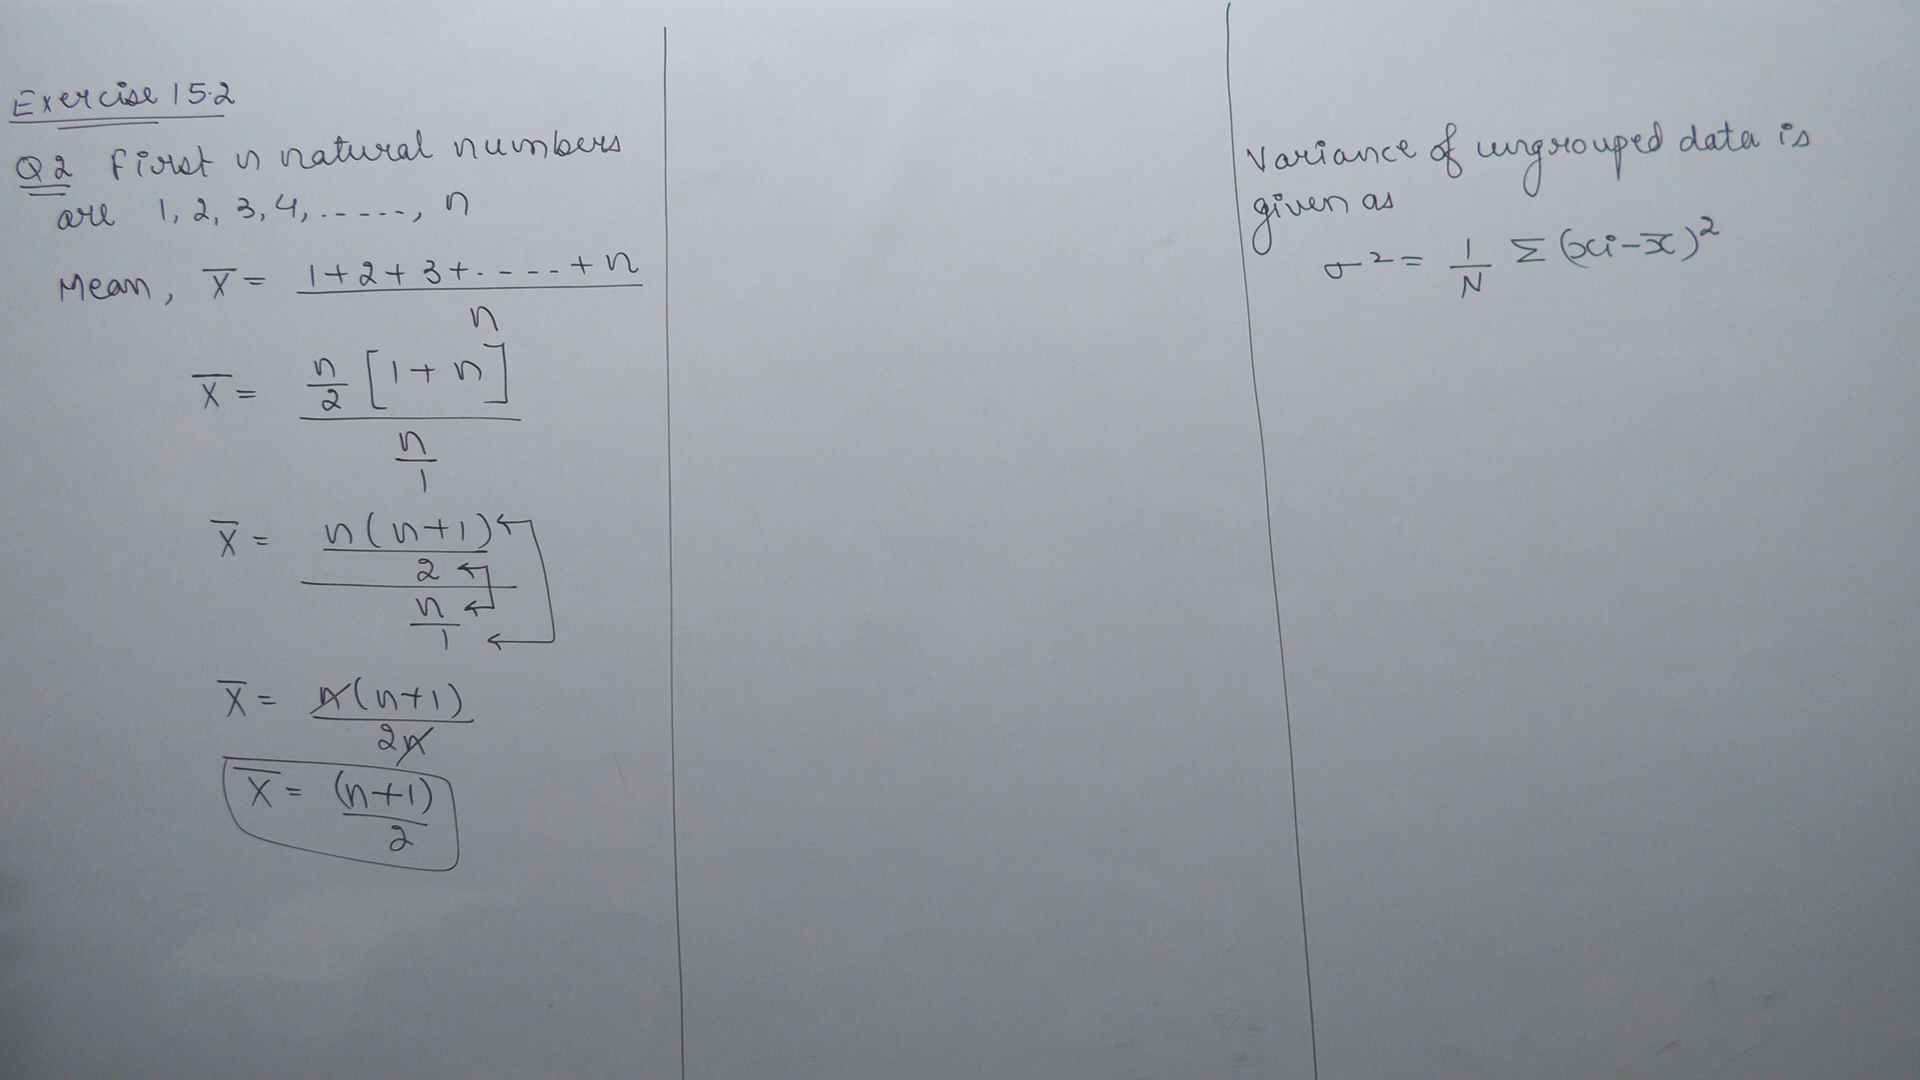 Exercise 15.2
Q2 First n natural numbers
are 1, 2, 3, 4, ......, n
Mean, X̄ = 1+2+3+.....+n / n
X̄ = n/2 [1+n] / n/1
X̄ = n(n+1)/2 / n/1
X̄ = n(n+1) / 2n
X̄ = (n+1) / 2
Variance of ungrouped data is
given as
σ² = 1/N Σ(xi-x̄)²